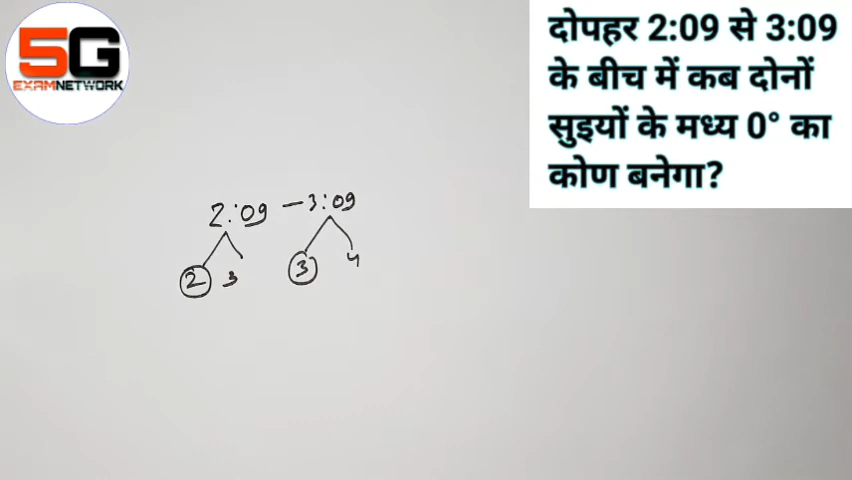 5G
EXAMNETWORK
दोपहर 2:09 से 3:09
के बीच में कब दोनों
सुइयों के मध्य 0° का
कोण बनेगा?
2:09 - 3:09
2 3 3 4